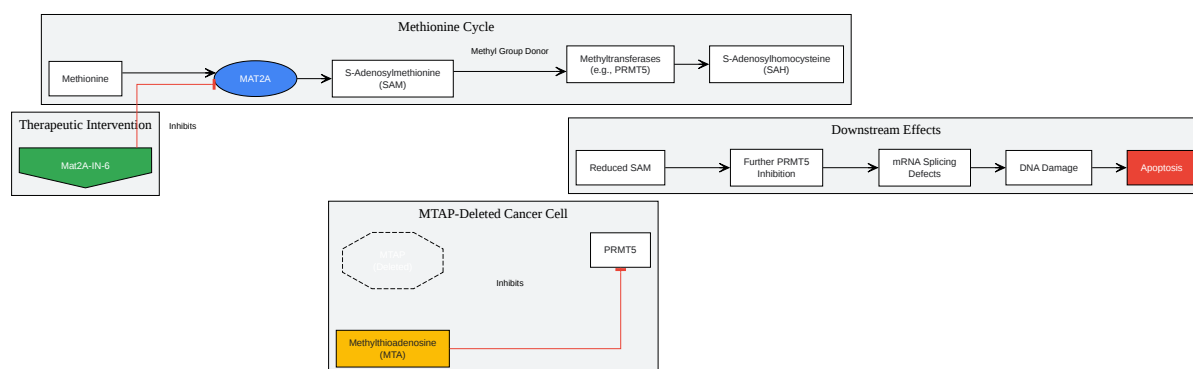 Methionine Cycle
Methyl Group Donor
Methionine
MAT2A
S-Adenosylmethionine
(SAM)
Methyltransferases
(e.g., PRMT5)
S-Adenosylhomocysteine
(SAH)
Therapeutic Intervention
Inhibits
Mat2A-IN-6
Downstream Effects
Reduced SAM
Further PRMT5
Inhibition
mRNA Splicing
Defects
DNA Damage
Apoptosis
MTAP-Deleted Cancer Cell
MTAP
(Deleted)
PRMT5
Inhibits
Methylthioadenosine
(MTA)